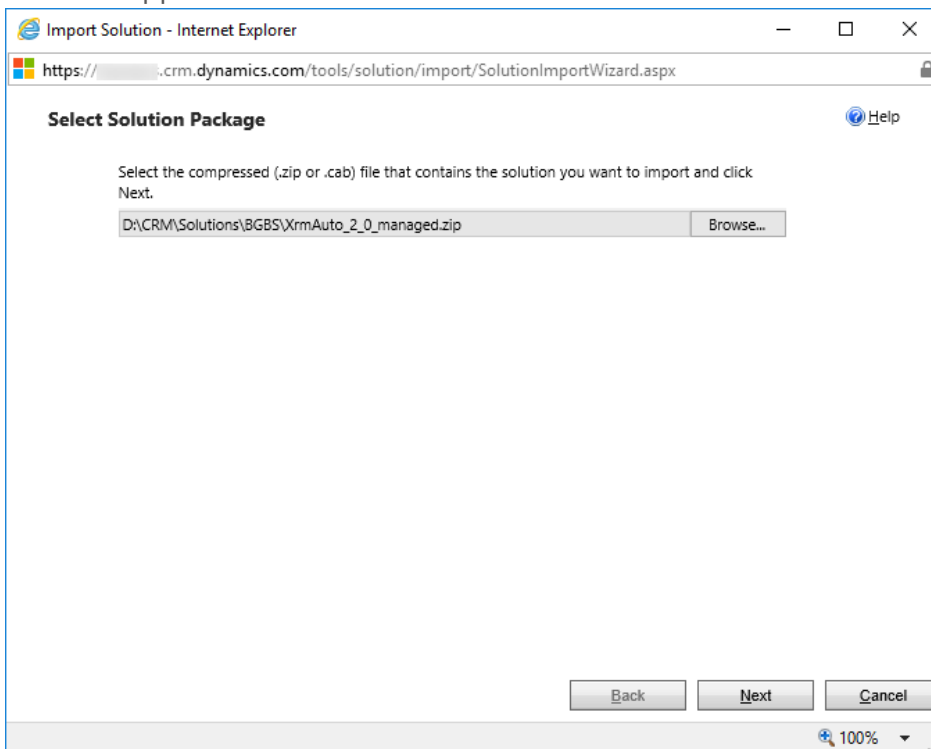 Import Solution - Internet Explorer
https:// .crm.dynamics.com/tools/solution/import/SolutionImportWizard.aspx
Select Solution Package
Help
Select the compressed (.zip or .cab) file that contains the solution you want to import and click
Next.
D:\CRM\Solutions\BGBS\XrmAuto_2_0_managed.zip
Browse...
Back
Next
Cancel
100%